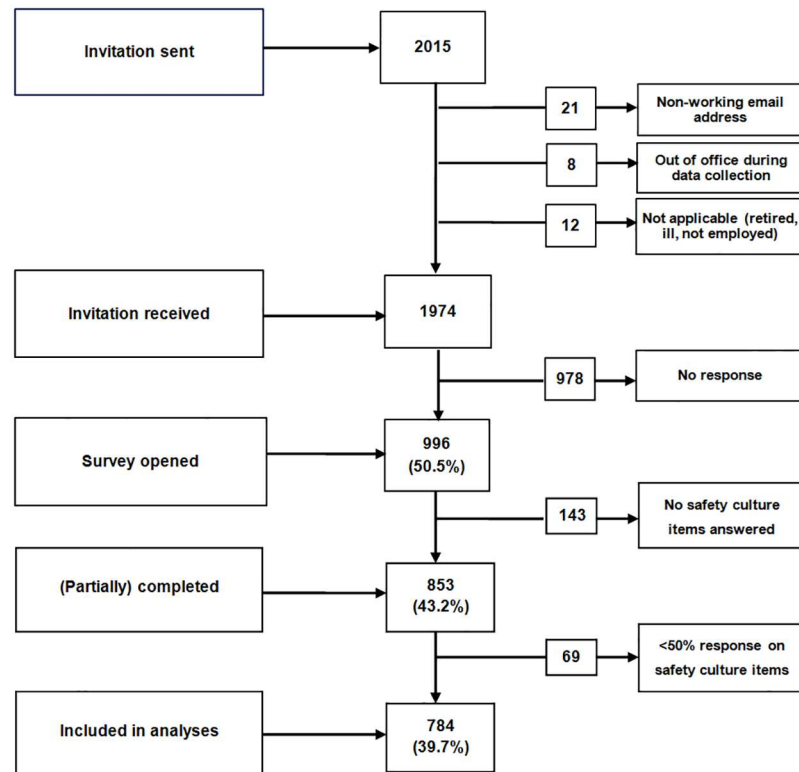 Invitation sent
2015
21
Non-working email
address
8
Out of office during
data collection
12
Not applicable (retired,
ill, not employed)
Invitation received
1974
978
No response
Survey opened
996
(50.5%)
143
No safety culture
items answered
(Partially) completed
853
(43.2%)
69
<50% response on
safety culture items
Included in analyses
784
(39.7%)